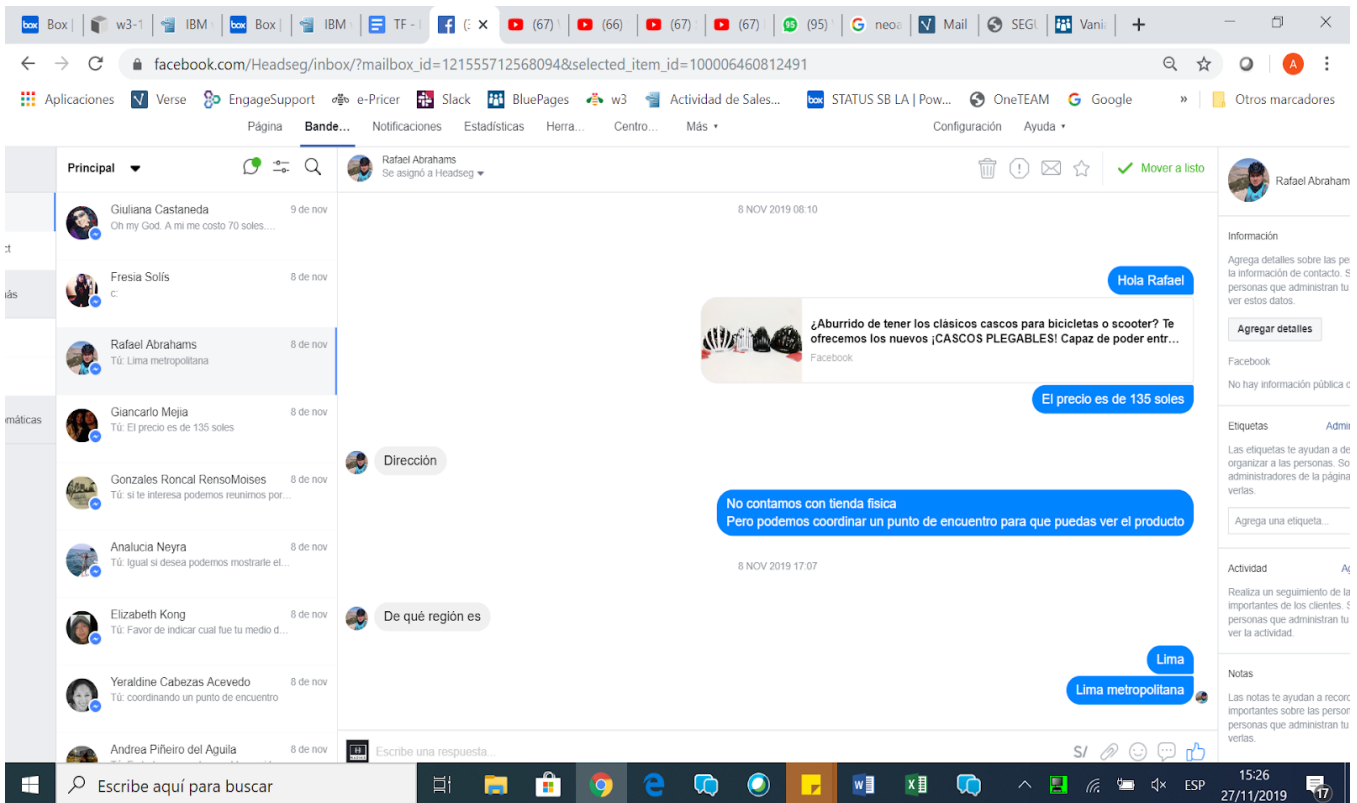 box Box | w3-1 IBM box Box | IBM TF - (67) (66) (67) (67) 95 (95) G neoa Mail SEGU Vania
facebook.com/Headseg/inbox/?mailbox_id=121555712568094&selected_item_id=100006460812491 A
Aplicaciones Verse EngageSupport e-Pricer Slack BluePages w3 Actividad de Sales... box STATUS SB LA | Pow... OneTEAM G Google » Otros marcadores
Página Bande... Notificaciones Estadísticas Herra... Centro... Más Configuración Ayuda
Principal
Rafael Abrahams
Se asignó a Headseg
Mover a listo
Giuliana Castaneda 9 de nov
Oh my God. A mi me costo 70 soles....
Fresia Solís 8 de nov
c:
Rafael Abrahams 8 de nov
Tú: Lima metropolitana
Giancarlo Mejia 8 de nov
Tú: El precio es de 135 soles
Gonzales Roncal RensoMoises 8 de nov
Tú: si te interesa podemos reunirnos por...
Analucia Neyra 8 de nov
Tú: Igual si desea podemos mostrarle el...
Elizabeth Kong 8 de nov
Tú: Favor de indicar cual fue tu medio d...
Yeraldine Cabezas Acevedo 8 de nov
Tú: coordinando un punto de encuentro
Andrea Piñeiro del Aguila 8 de nov
8 NOV 2019 08:10
Hola Rafael
¿Aburrido de tener los clásicos cascos para bicicletas o scooter? Te
ofrecemos los nuevos ¡CASCOS PLEGABLES! Capaz de poder entr...
Facebook
El precio es de 135 soles
Dirección
No contamos con tienda fisica
Pero podemos coordinar un punto de encuentro para que puedas ver el producto
8 NOV 2019 17:07
De qué región es
Lima
Lima metropolitana
Escribe una respuesta...
S/
Rafael Abraham
Información
Agrega detalles sobre las pe
la información de contacto. S
personas que administran tu
ver estos datos.
Agregar detalles
Facebook
No hay información pública d
Etiquetas Admi
Las etiquetas te ayudan a de
organizar a las personas. So
administradores de la página
verlas.
Agrega una etiqueta...
Actividad Ag
Realiza un seguimiento de la
importantes de los clientes. S
personas que administran tu
ver la actividad.
Notas
Las notas te ayudan a record
importantes sobre las person
personas que administran tu
verlas.
ct
más
omáticas
Escribe aquí para buscar
ESP
15:26
27/11/2019
17